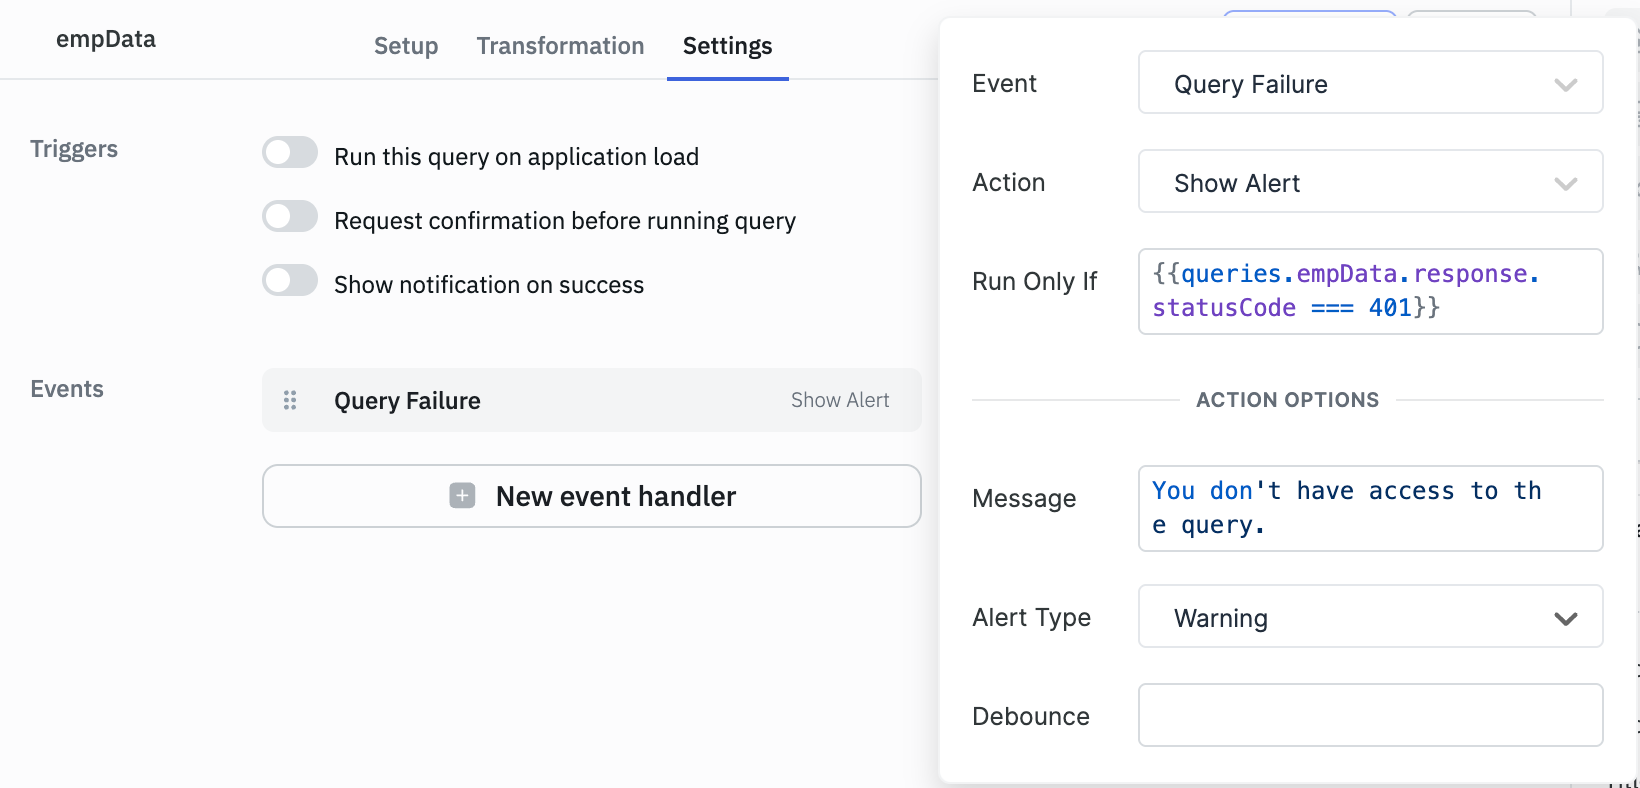 empData
Setup
Transformation
Settings
Triggers
Run this query on application load
Request confirmation before running query
Show notification on success
Events
Query Failure
Show Alert
New event handler
Event
Query Failure
Action
Show Alert
Run Only If
{{queries.empData.response.
statusCode === 401}}
ACTION OPTIONS
Message
You don't have access to th
e query.
Alert Type
Warning
Debounce